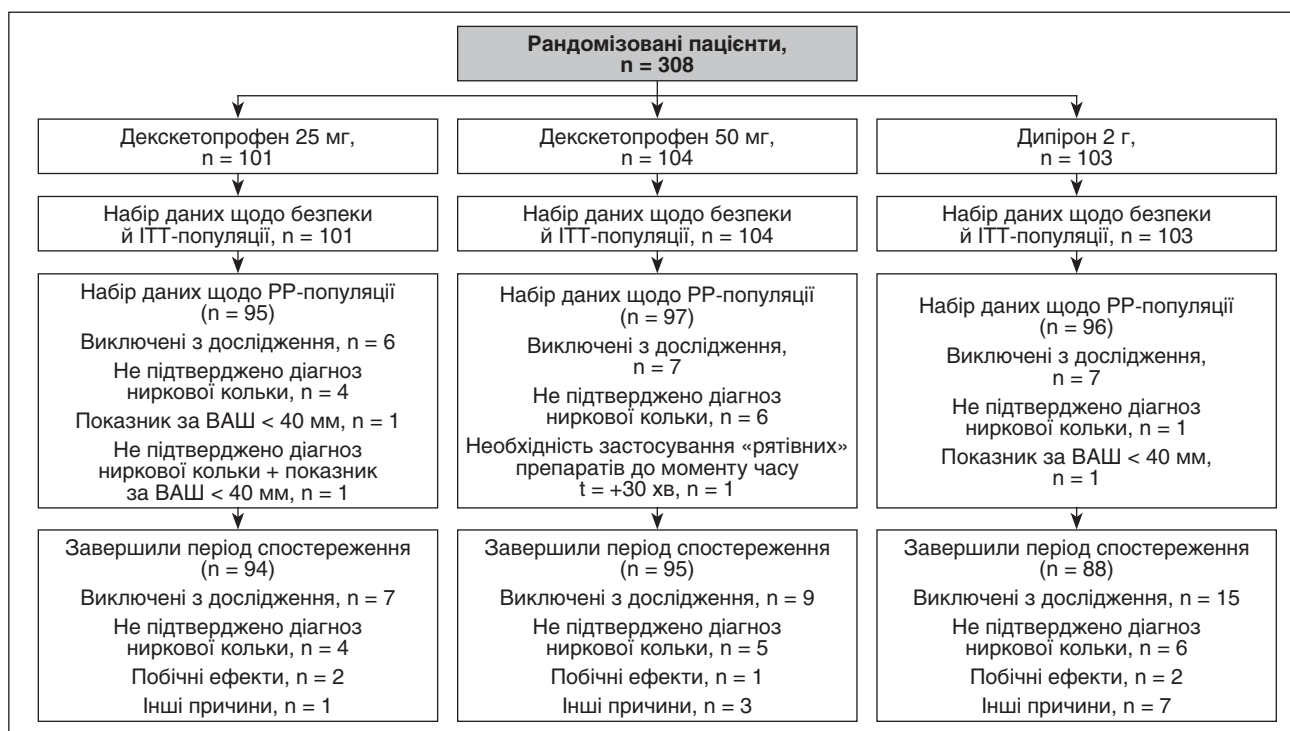 Рандомізовані пацієнти,
n = 308
Декскетопрофен 25 мг,
n = 101
Декскетопрофен 50 мг,
n = 104
Дипірон 2 г,
n = 103
Набір даних щодо безпеки
й ІТТ-популяції, n = 101
Набір даних щодо безпеки
й ІТТ-популяції, n = 104
Набір даних щодо безпеки
й ІТТ-популяції, n = 103
Набір даних щодо РР-популяції
(n = 95)
Виключені з дослідження, n = 6
Не підтверджено діагноз
ниркової кольки, n = 4
Показник за ВАШ < 40 мм, n = 1
Не підтверджено діагноз
ниркової кольки + показник
за ВАШ < 40 мм, n = 1
Набір даних щодо РР-популяції
(n = 97)
Виключені з дослідження,
n = 7
Не підтверджено діагноз
ниркової кольки, n = 6
Необхідність застосування «рятівних»
препаратів до моменту часу
t = +30 хв, n = 1
Набір даних щодо РР-популяції
(n = 96)
Виключені з дослідження,
n = 7
Не підтверджено діагноз
ниркової кольки, n = 1
Показник за ВАШ < 40 мм,
n = 1
Завершили період спостереження
(n = 94)
Виключені з дослідження, n = 7
Не підтверджено діагноз
ниркової кольки, n = 4
Побічні ефекти, n = 2
Інші причини, n = 1
Завершили період спостереження
(n = 95)
Виключені з дослідження, n = 9
Не підтверджено діагноз
ниркової кольки, n = 5
Побічні ефекти, n = 1
Інші причини, n = 3
Завершили період спостереження
(n = 88)
Виключені з дослідження, n = 15
Не підтверджено діагноз
ниркової кольки, n = 6
Побічні ефекти, n = 2
Інші причини, n = 7